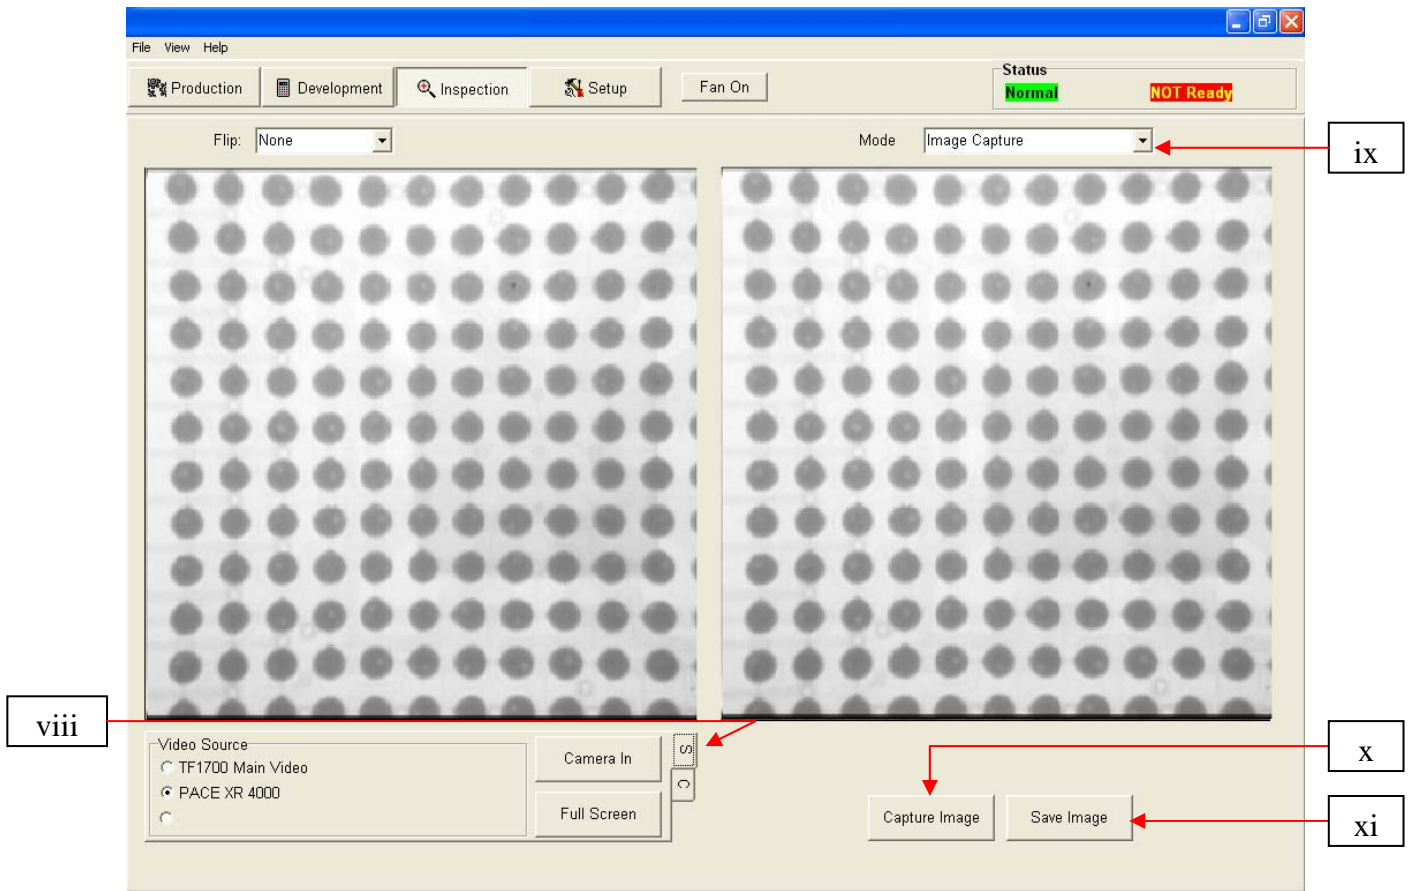 File View Help
Production Development Inspection Setup Fan On
Status
Normal NOT Ready
Flip: None
Mode Image Capture
ix
viii
Video Source
TF1700 Main Video
PACE XR 4000
Camera In
Full Screen
S
C
Capture Image Save Image
x
xi